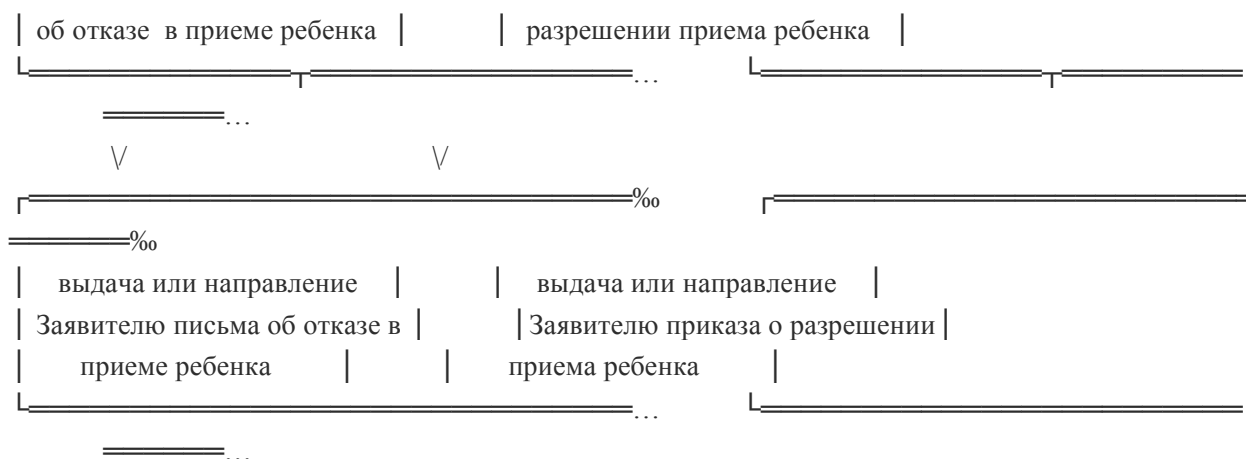 │ об отказе  в приеме ребенка │ │ разрешении приема ребенка │
└═════════════┬════════════════… └══════════════┬═════════
══════…
\/ \/
┌══════════════════════════════‰ ┌════════════════════════
══════‰
│ выдача или направление │ │ выдача или направление │
│ Заявителю письма об отказе в │ │Заявителю приказа о разрешении│
│ приеме ребенка │ │ приема ребенка │
└══════════════════════════════… └════════════════════════
══════…